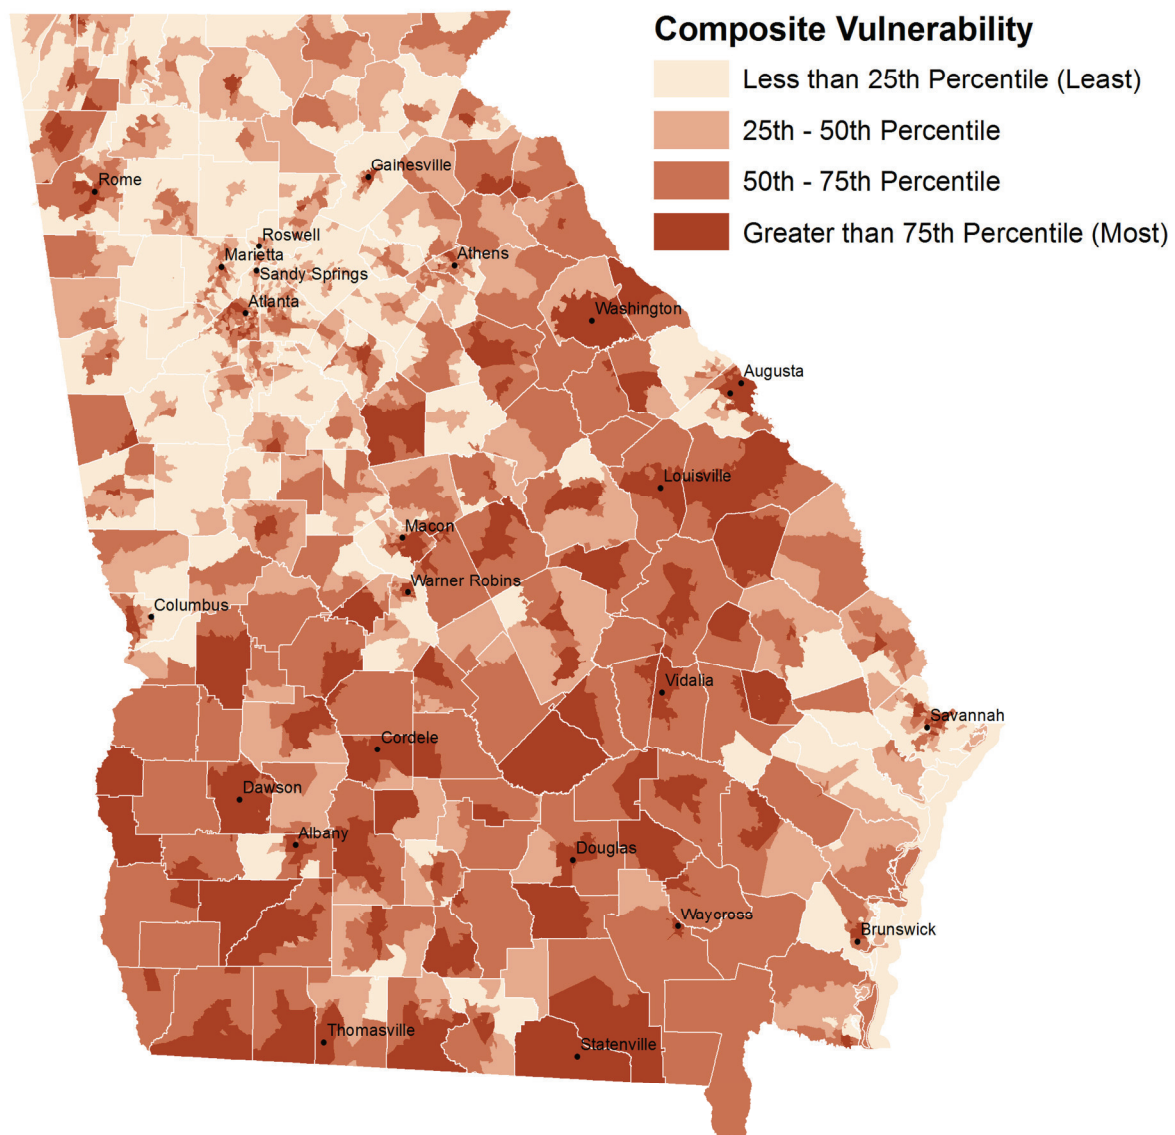 Composite Vulnerability
Less than 25th Percentile (Least)
25th - 50th Percentile
50th - 75th Percentile
Greater than 75th Percentile (Most)
Gainesville
Rome
Roswell
Marietta
Athens
Sandy Springs
Atlanta
Washington
Augusta
Louisville
Macon
Warner Robins
Columbus
Vidalia
Savannah
Cordele
Dawson
Albany
Douglas
Waycross
Brunswick
Thomasville
Statenville